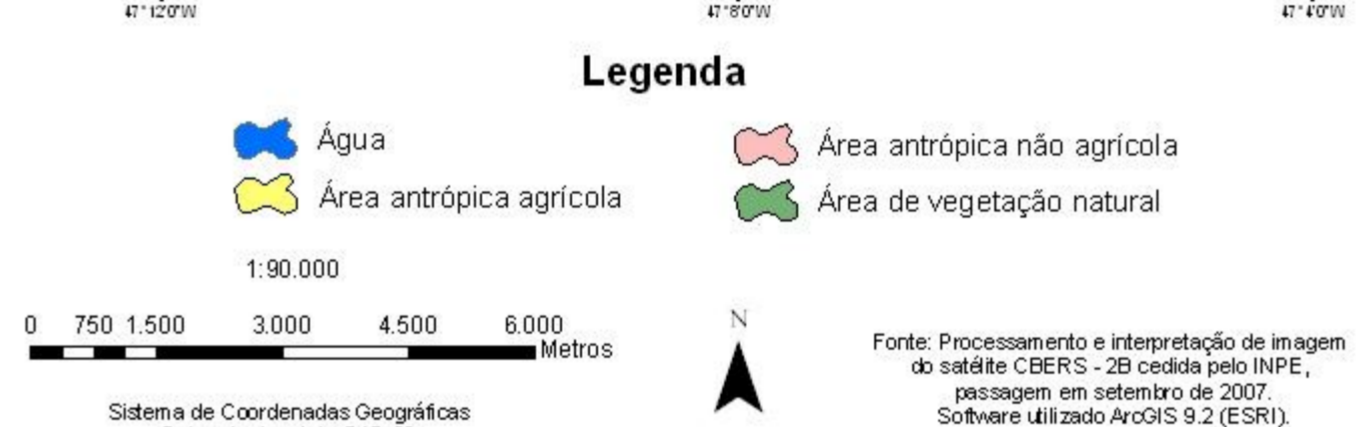 47°12'0"W 47°8'0"W 47°4'0"W
Legenda
Água
Área antrópica agrícola
Área antrópica não agrícola
Área de vegetação natural
1:90.000
0 750 1.500 3.000 4.500 6.000
Metros
N
Sistema de Coordenadas Geográficas
Fonte: Processamento e interpretação de imagem
do satélite CBERS - 2B cedida pelo INPE,
passagem em setembro de 2007.
Software utilizado ArcGIS 9.2 (ESRI).